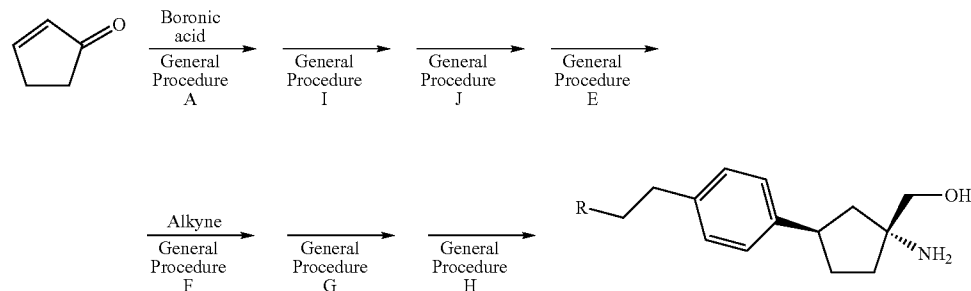 O
Boronic
acid
General
Procedure
A
General
Procedure
I
General
Procedure
J
General
Procedure
E
Alkyne
General
Procedure
F
General
Procedure
G
General
Procedure
H
R
OH
NH2